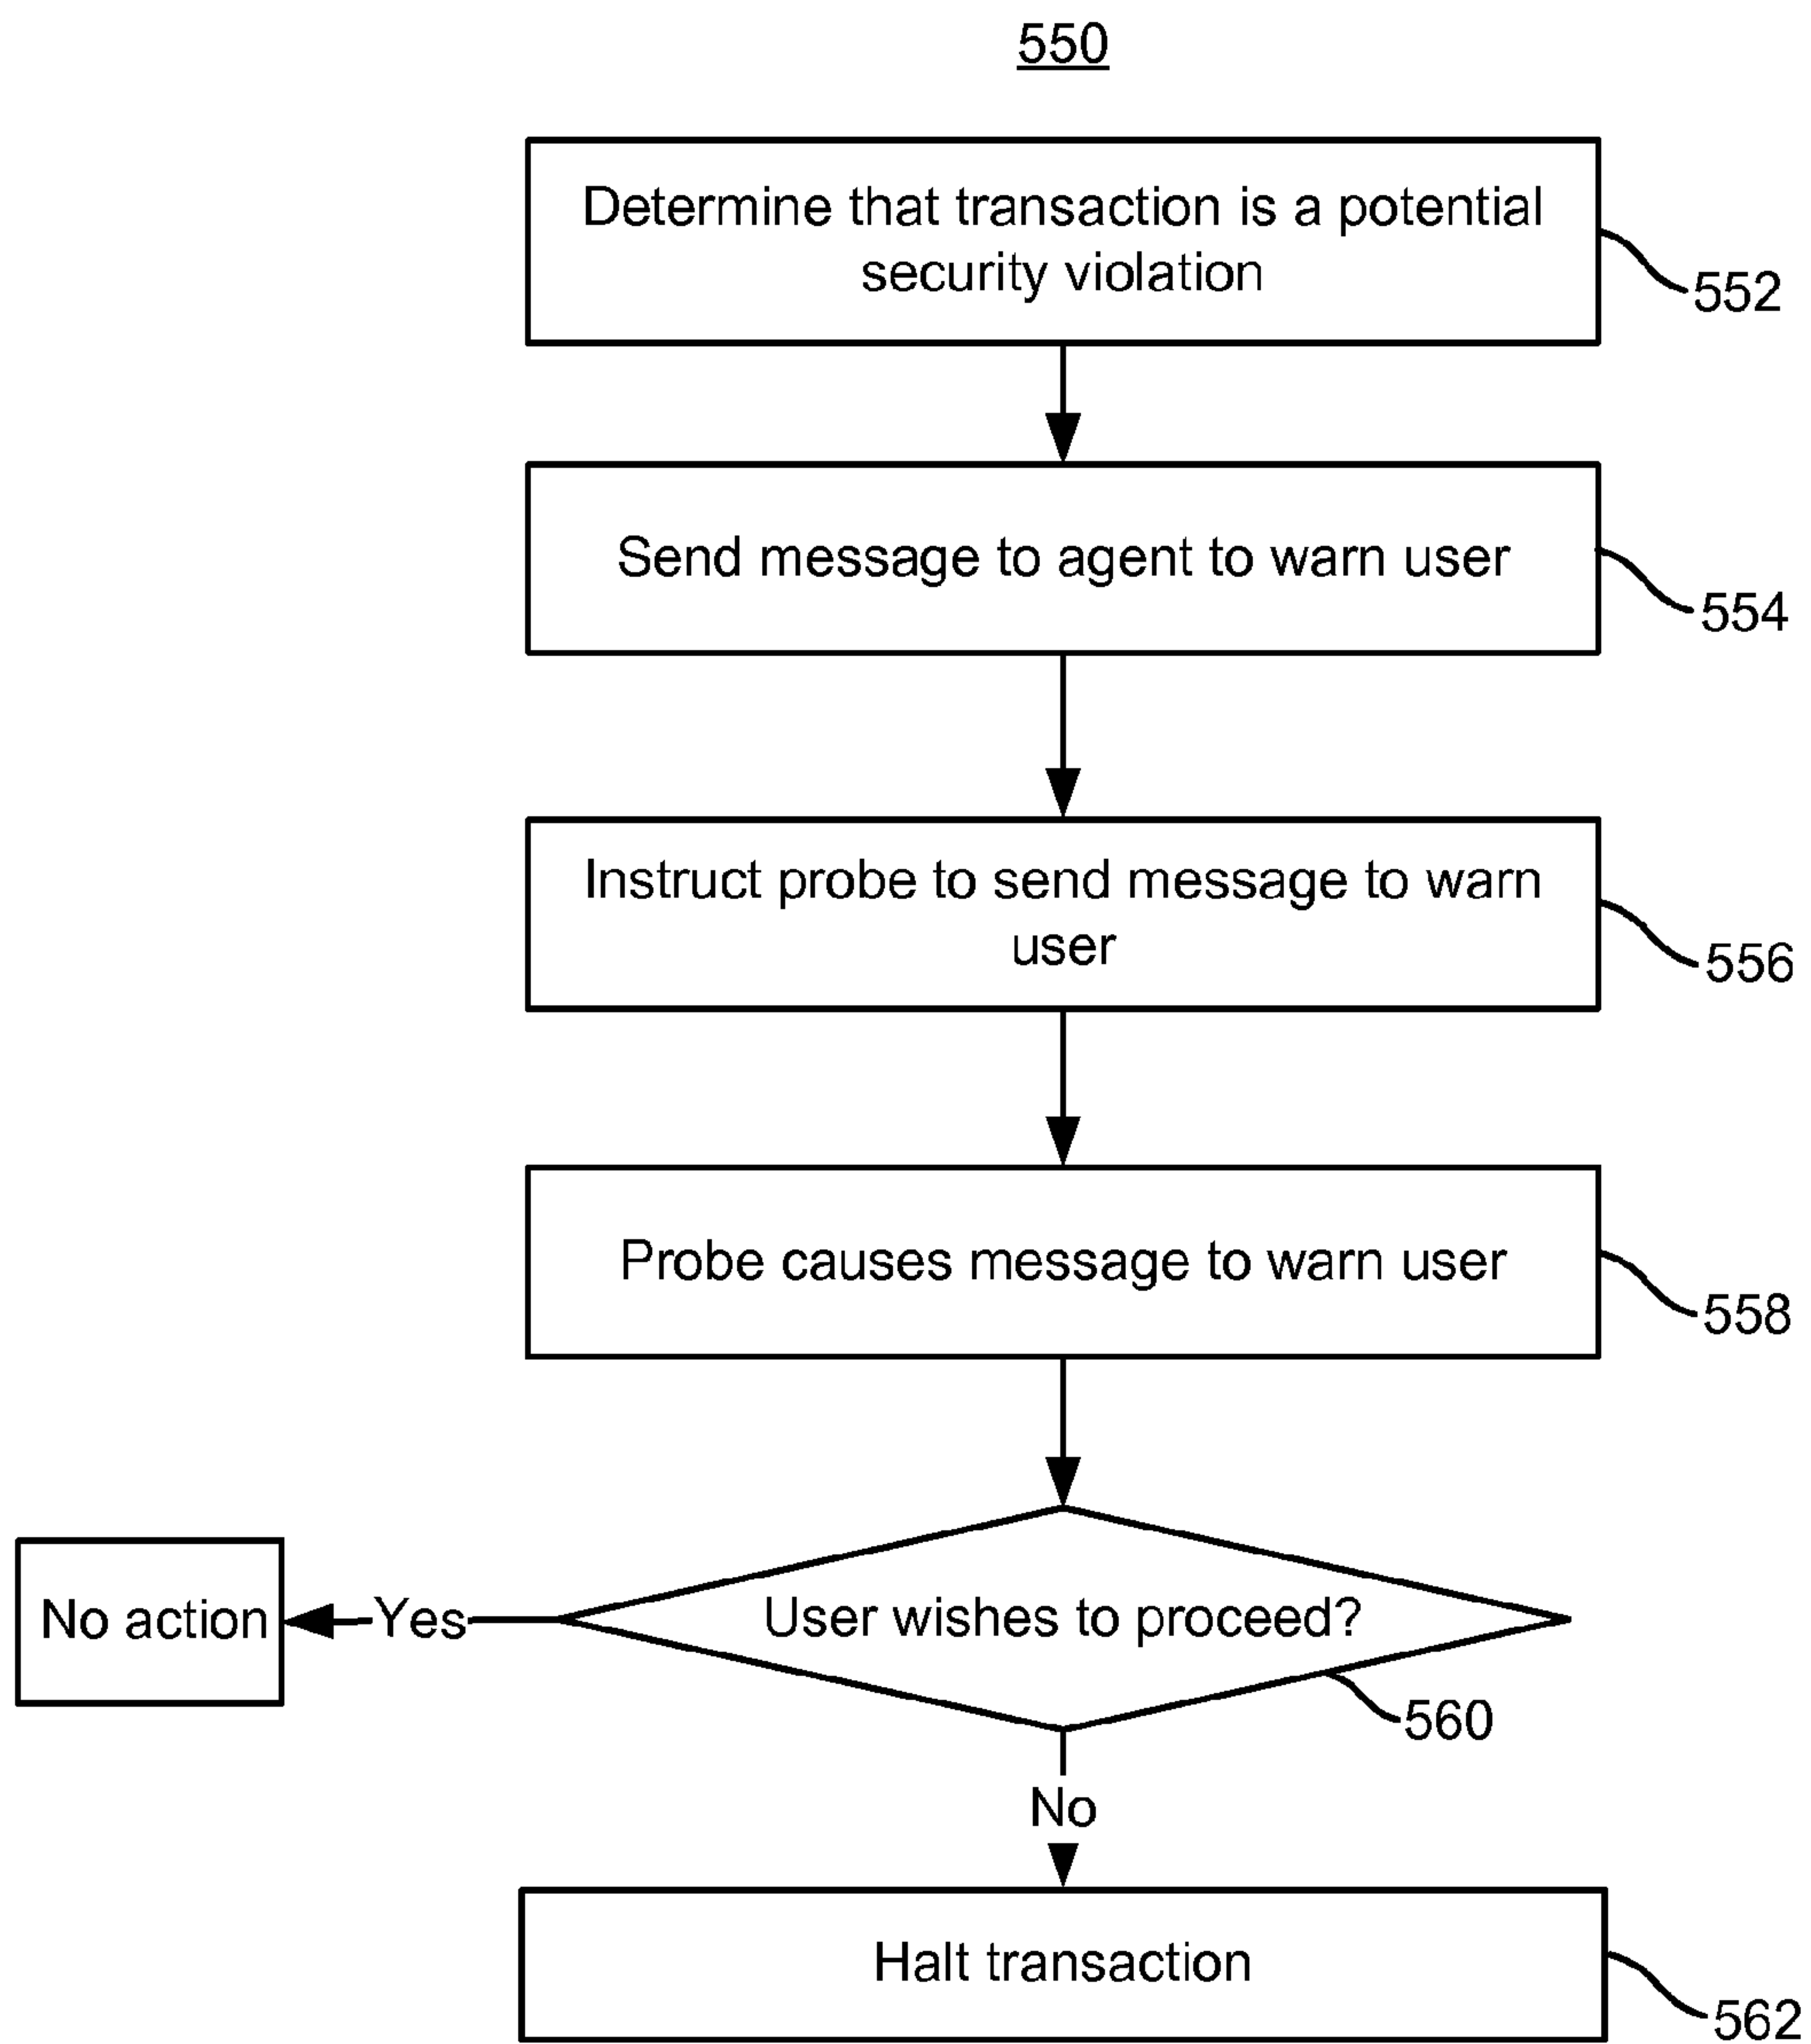 550
Determine that transaction is a potential
security violation
552
Send message to agent to warn user
554
Instruct probe to send message to warn
user
556
Probe causes message to warn user
558
User wishes to proceed?
560
Yes
No action
No
Halt transaction
562